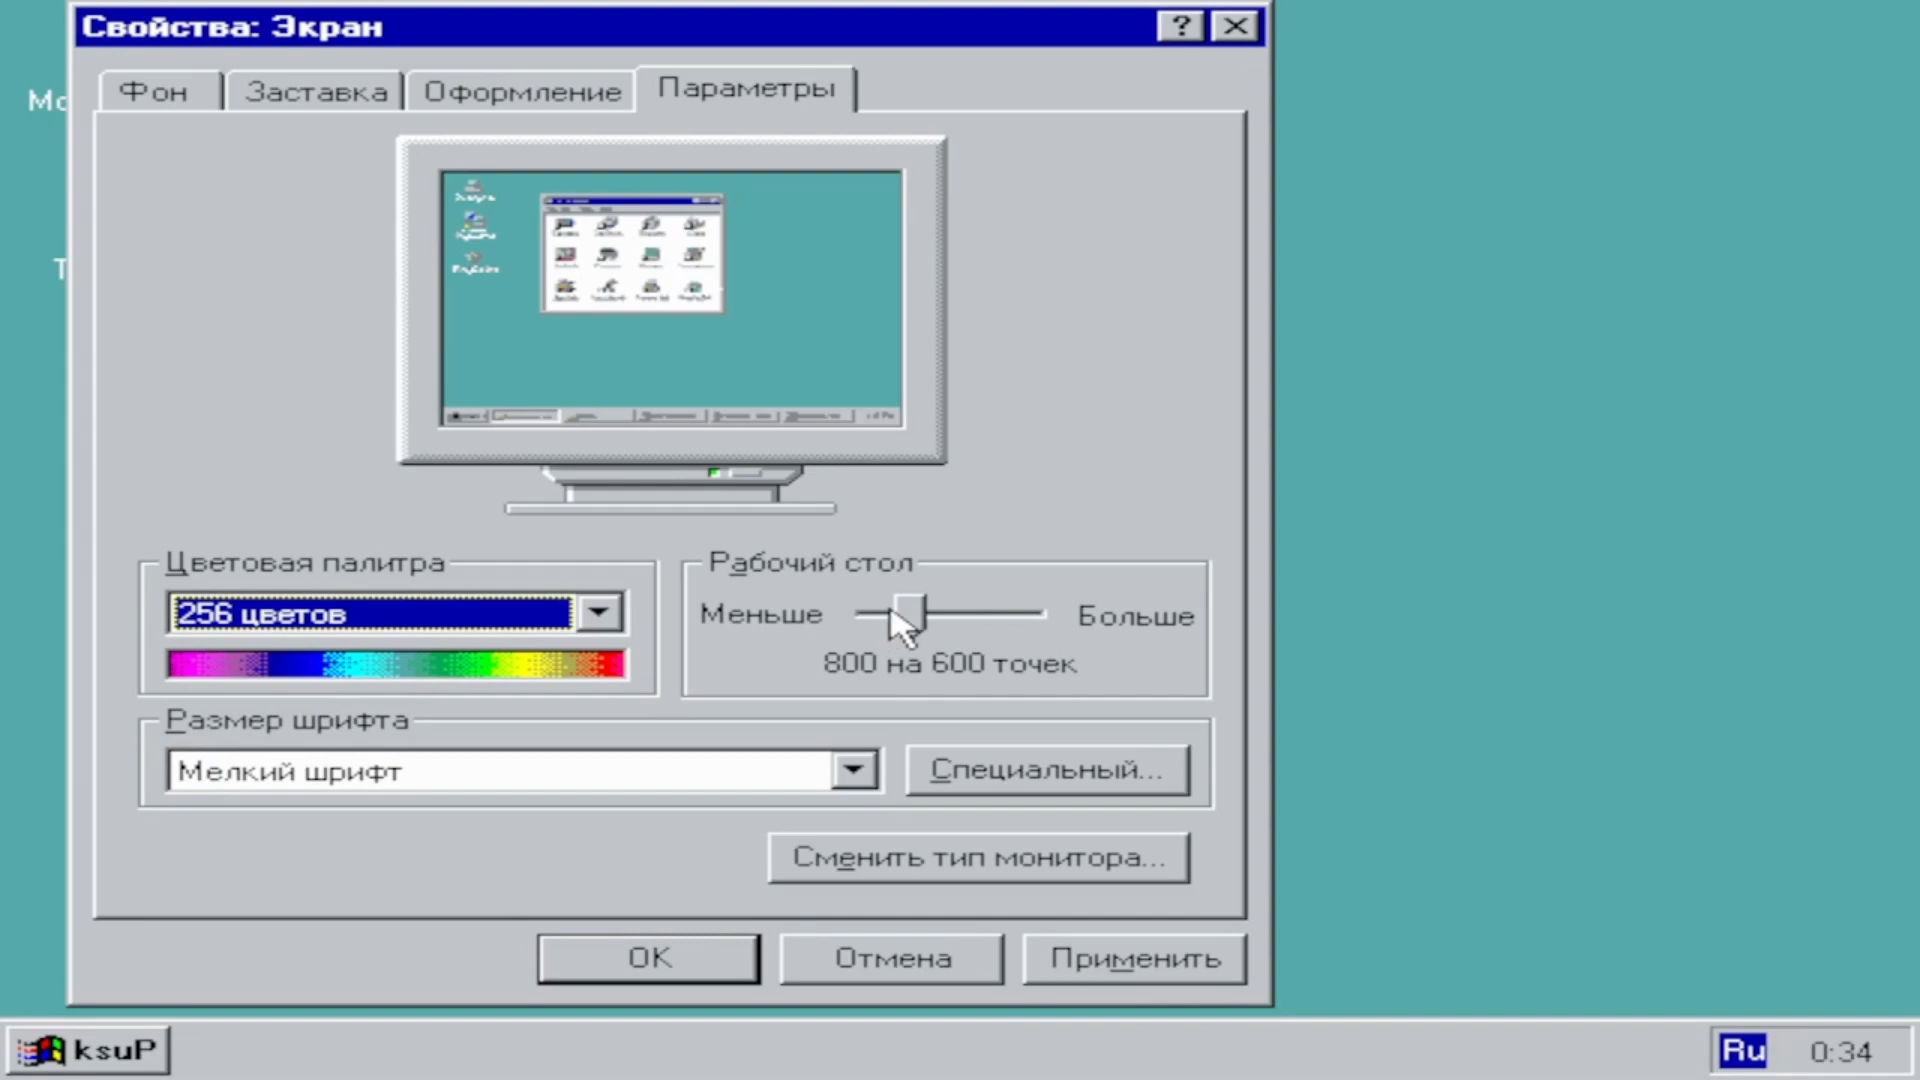 Свойства: Экран
Фон Заставка Оформление Параметры
Мо
Т
Цветовая палитра
256 цветов
Рабочий стол
Меньше Больше
800 на 600 точек
Размер шрифта
Мелкий шрифт
Специальный...
Сменить тип монитора...
OK Отмена Применить
ksuP
Ru 0:34